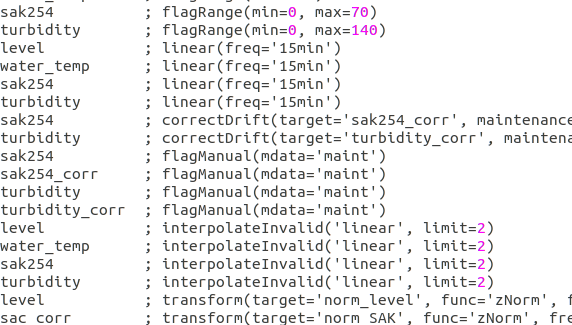 sak254 ; flagRange(min=0, max=70)
turbidity ; flagRange(min=0, max=140)
level ; linear(freq='15min')
water_temp ; linear(freq='15min')
sak254 ; linear(freq='15min')
turbidity ; linear(freq='15min')
sak254 ; correctDrift(target='sak254_corr', maintenance
turbidity ; correctDrift(target='turbidity_corr', maintena
sak254 ; flagManual(mdata='maint')
sak254_corr ; flagManual(mdata='maint')
turbidity ; flagManual(mdata='maint')
turbidity_corr ; flagManual(mdata='maint')
level ; interpolateInvalid('linear', limit=2)
water_temp ; interpolateInvalid('linear', limit=2)
sak254 ; interpolateInvalid('linear', limit=2)
turbidity ; interpolateInvalid('linear', limit=2)
level ; transform(target='norm_level', func='zNorm', f
sac_corr ; transform(target='norm_SAK', func='zNorm', fre